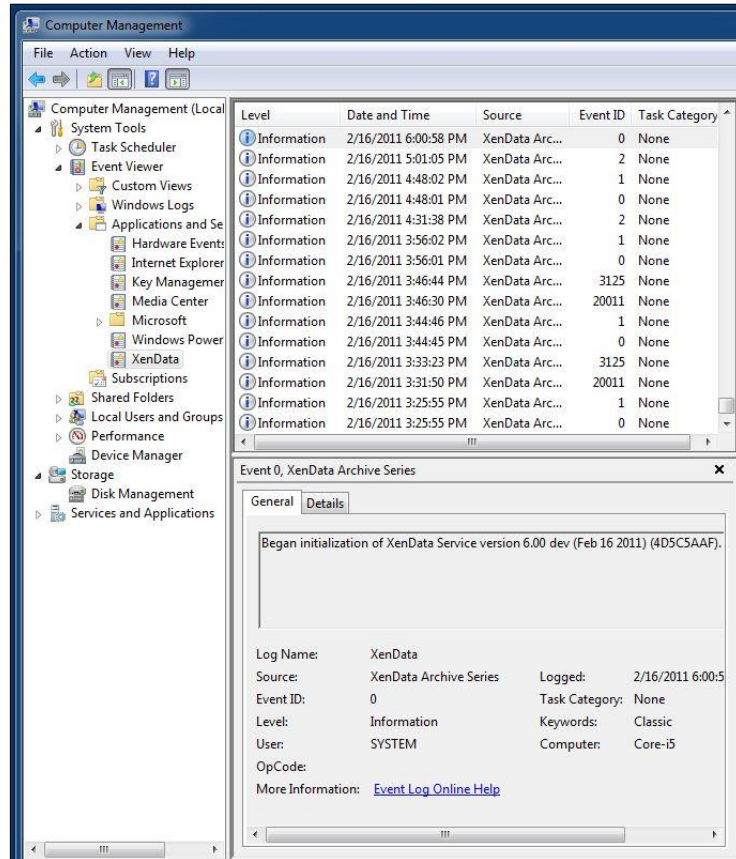 Computer Management
File Action View Help
Computer Management (Local
System Tools
Task Scheduler
Event Viewer
Custom Views
Windows Logs
Applications and Se
Hardware Events
Internet Explorer
Key Managemer
Media Center
Microsoft
Windows Power
XenData
Subscriptions
Shared Folders
Local Users and Groups
Performance
Device Manager
Storage
Disk Management
Services and Applications
Level Date and Time Source Event ID Task Category
Information 2/16/2011 6:00:58 PM XenData Arc... 0 None
Information 2/16/2011 5:01:05 PM XenData Arc... 2 None
Information 2/16/2011 4:48:02 PM XenData Arc... 1 None
Information 2/16/2011 4:48:01 PM XenData Arc... 0 None
Information 2/16/2011 4:31:38 PM XenData Arc... 2 None
Information 2/16/2011 3:56:02 PM XenData Arc... 1 None
Information 2/16/2011 3:56:01 PM XenData Arc... 0 None
Information 2/16/2011 3:46:44 PM XenData Arc... 3125 None
Information 2/16/2011 3:46:30 PM XenData Arc... 20011 None
Information 2/16/2011 3:44:46 PM XenData Arc... 1 None
Information 2/16/2011 3:44:45 PM XenData Arc... 0 None
Information 2/16/2011 3:33:23 PM XenData Arc... 3125 None
Information 2/16/2011 3:31:50 PM XenData Arc... 20011 None
Information 2/16/2011 3:25:55 PM XenData Arc... 1 None
Information 2/16/2011 3:25:55 PM XenData Arc... 0 None
Event 0, XenData Archive Series
General Details
Began initialization of XenData Service version 6.00 dev (Feb 16 2011) (4D5C5AAF).
Log Name: XenData
Source: XenData Archive Series Logged: 2/16/2011 6:00:5
Event ID: 0 Task Category: None
Level: Information Keywords: Classic
User: SYSTEM Computer: Core-i5
OpCode:
More Information: Event Log Online Help